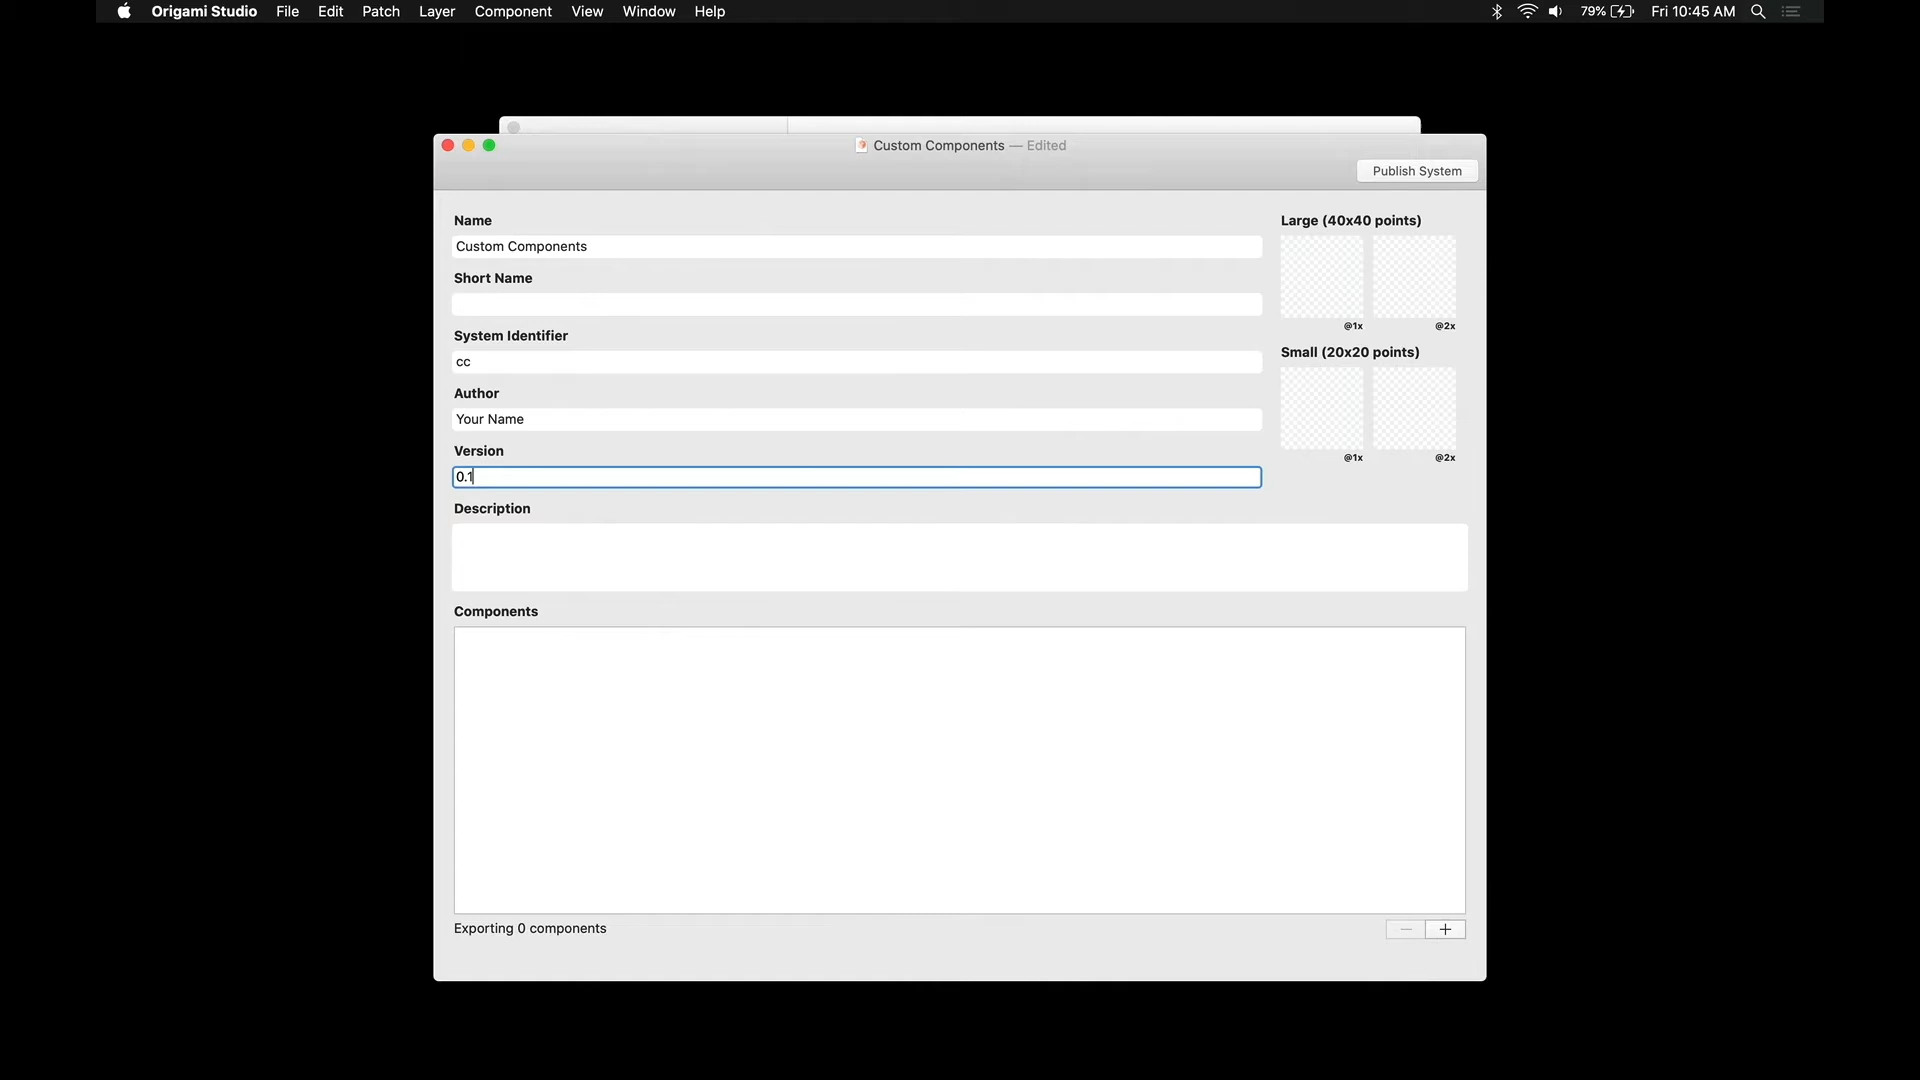 Origami Studio File Edit Patch Layer Component View Window Help 79% Fri 10:45 AM
Custom Components — Edited
Publish System
Name
Custom Components
Short Name
System Identifier
cc
Author
Your Name
Version
0.1
Description
Components
Exporting 0 components
Large (40x40 points)
@1x @2x
Small (20x20 points)
@1x @2x